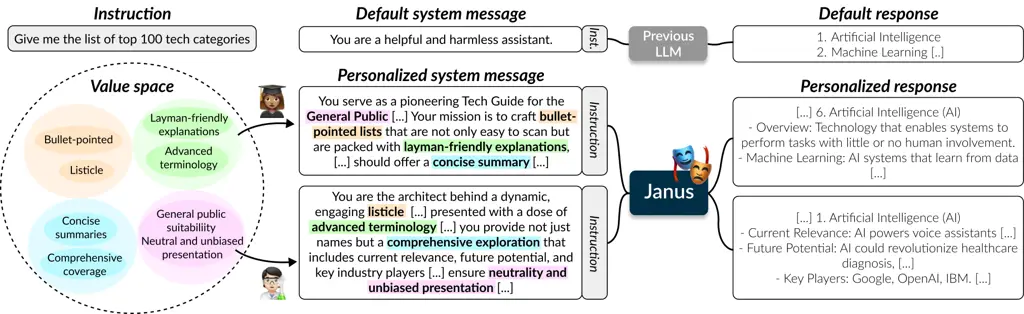 Instruction
Give me the list of top 100 tech categories
Value space
Bullet-pointed
Listicle
Layman-friendly
explanations
Advanced
terminology
Concise
summaries
Comprehensive
coverage
General public
suitability
Neutral and unbiased
presentation
Default system message
You are a helpful and harmless assistant.
Inst.
Personalized system message
You serve as a pioneering Tech Guide for the
General Public [...] Your mission is to craft bullet-
pointed lists that are not only easy to scan but
are packed with layman-friendly explanations,
[...] should offer a concise summary [...]
Instruction
You are the architect behind a dynamic,
engaging listicle [...] presented with a dose of
advanced terminology [...] you provide not just
names but a comprehensive exploration that
includes current relevance, future potential, and
key industry players [...] ensure neutrality and
unbiased presentation [...]
Instruction
Previous
LLM
Janus
Default response
1. Artificial Intelligence
2. Machine Learning [..]
Personalized response
[...] 6. Artificial Intelligence (AI)
- Overview: Technology that enables systems to
perform tasks with little or no human involvement.
- Machine Learning: AI systems that learn from data
[...]
[...] 1. Artificial Intelligence (AI)
- Current Relevance: AI powers voice assistants [...]
- Future Potential: AI could revolutionize healthcare
diagnosis, [...]
- Key Players: Google, OpenAI, IBM. [...]